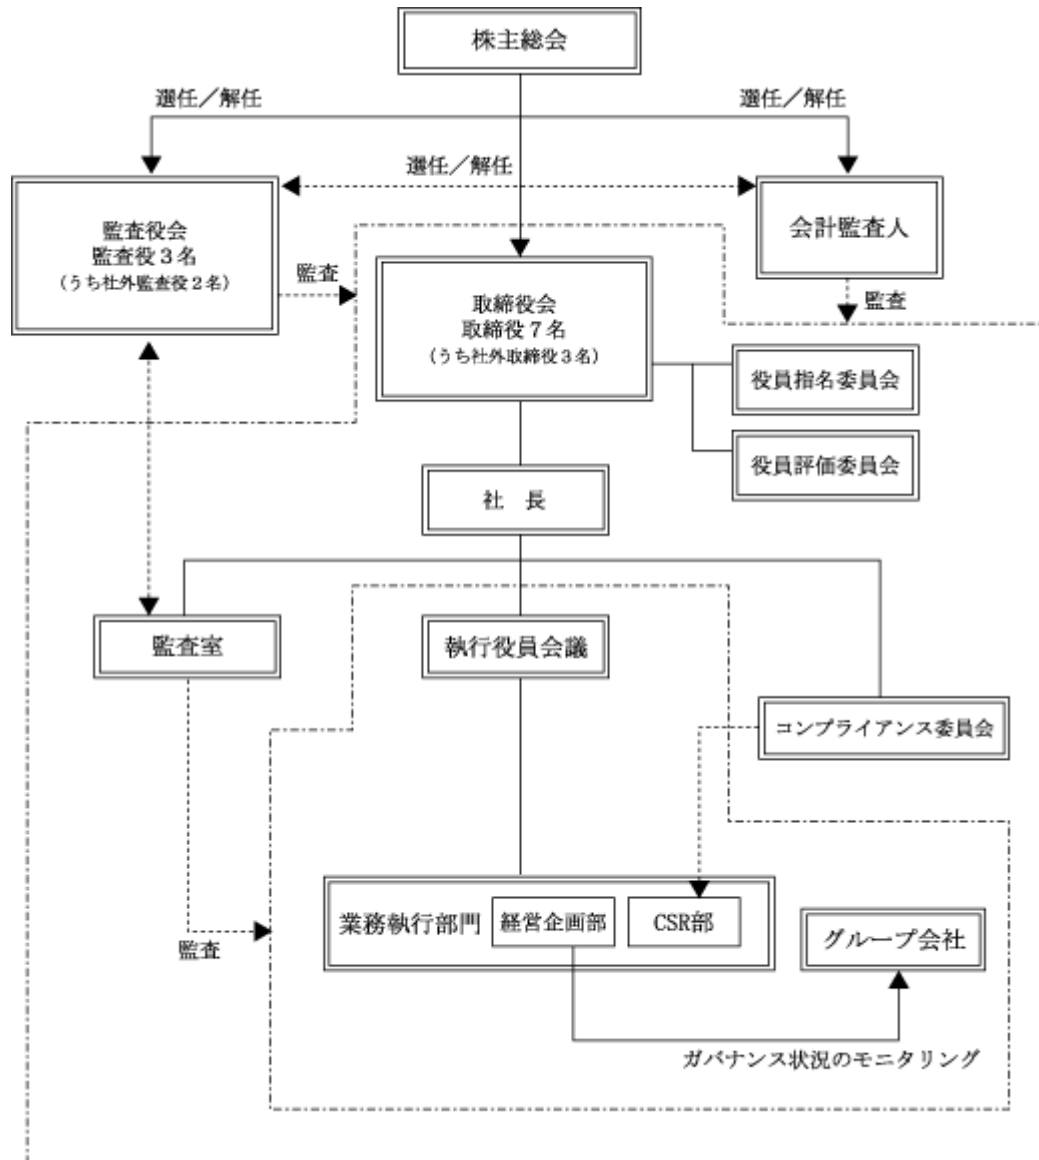 株主総会
選任／解任
選任／解任
選任／解任
監査役会
監査役３名
（うち社外監査役２名）
会計監査人
監査
監査
取締役会
取締役７名
（うち社外取締役３名）
役員指名委員会
役員評価委員会
社　長
監査室
執行役員会議
コンプライアンス委員会
業務執行部門
経営企画部
CSR部
グループ会社
監査
ガバナンス状況のモニタリング